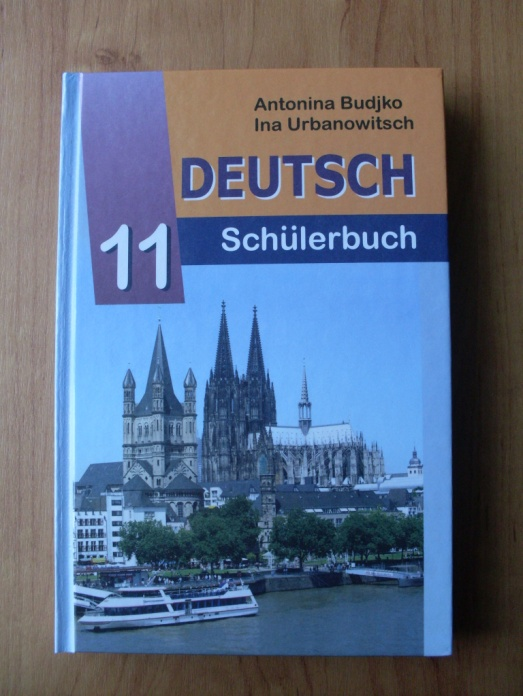 Antonina Budjko
Ina Urbanowitsch
DEUTSCH
11
Schülerbuch